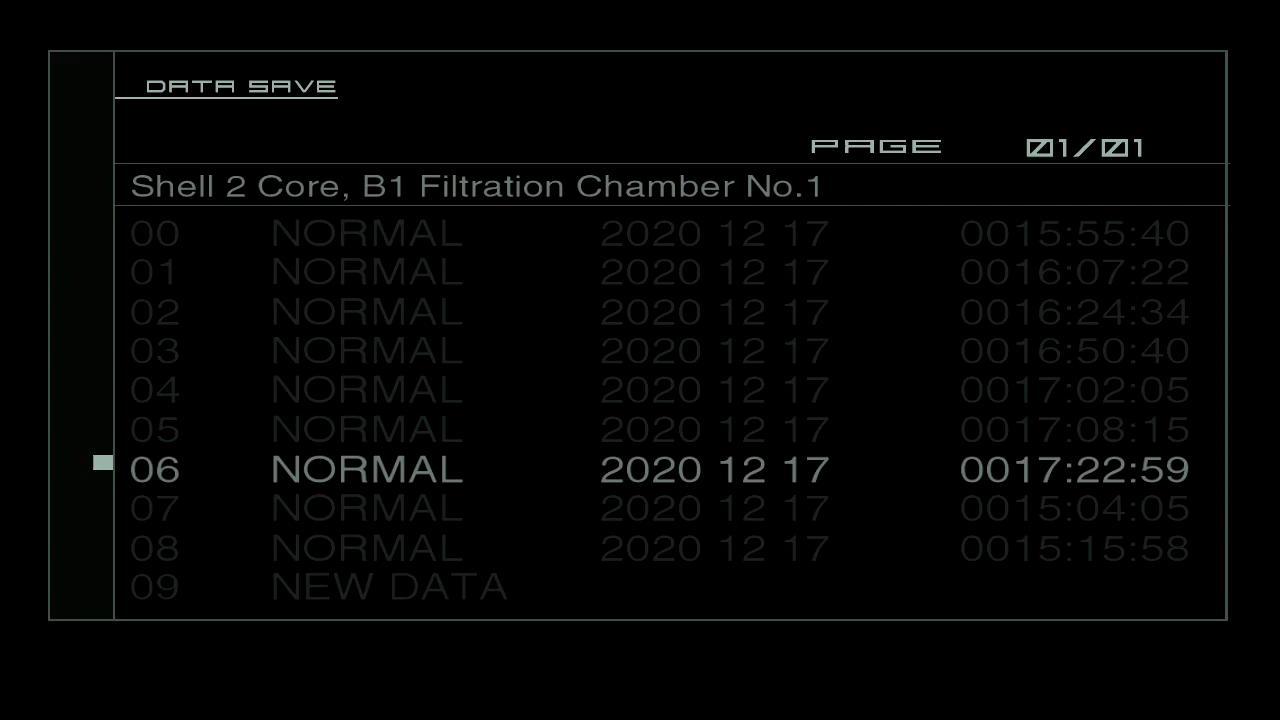 DATA SAVE
PAGE 01/01
Shell 2 Core, B1 Filtration Chamber No.1
00 NORMAL 2020 12 17 0015:55:40
01 NORMAL 2020 12 17 0016:07:22
02 NORMAL 2020 12 17 0016:24:34
03 NORMAL 2020 12 17 0016:50:40
04 NORMAL 2020 12 17 0017:02:05
05 NORMAL 2020 12 17 0017:08:15
06 NORMAL 2020 12 17 0017:22:59
07 NORMAL 2020 12 17 0015:04:05
08 NORMAL 2020 12 17 0015:15:58
09 NEW DATA